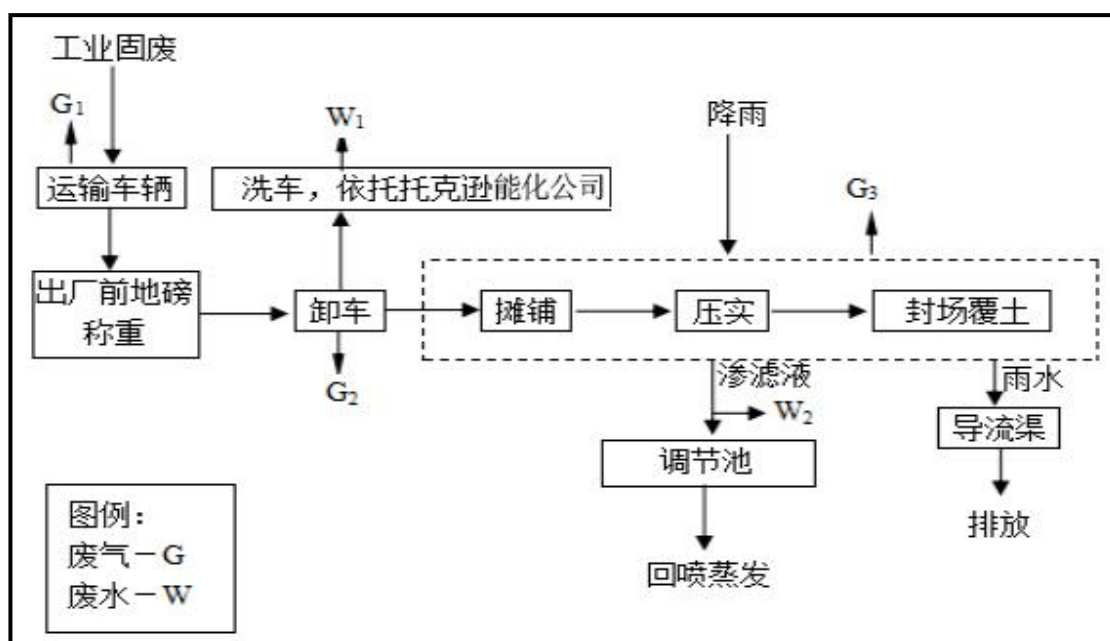 工业固废
G₁
W₁
降雨
运输车辆
洗车，依托托克逊能化公司
G₃
出厂前地磅
称重
卸车
摊铺
压实
封场覆土
G₂
渗滤液
雨水
W₂
导流渠
调节池
图例：
废气－G
废水－W
排放
回喷蒸发